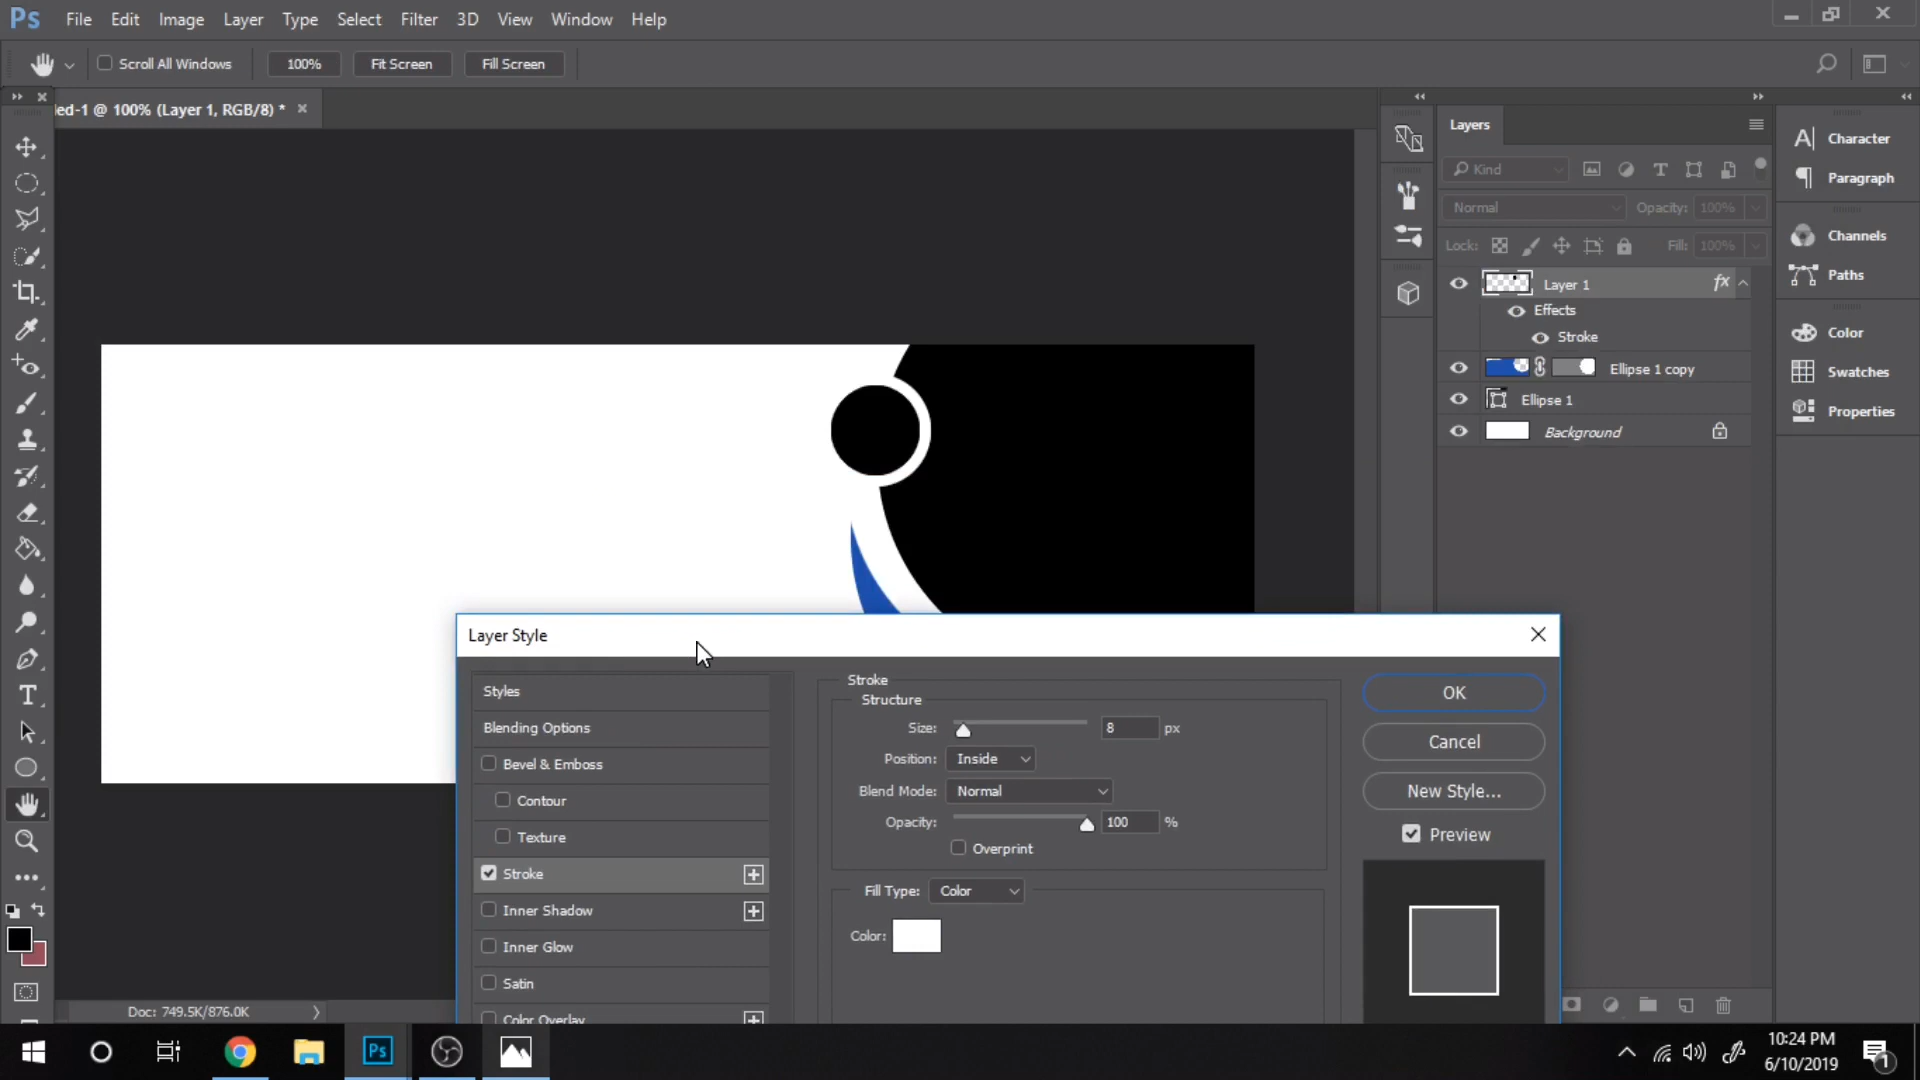 Ps File Edit Image Layer Type Select Filter 3D View Window Help
Scroll All Windows 100% Fit Screen Fill Screen
led-1 @ 100% (Layer 1, RGB/8) *
Layers
Kind
Normal Opacity: 100%
Lock: Fill: 100%
Layer 1 fx
Effects
Stroke
Ellipse 1 copy
Ellipse 1
Background
Character
Paragraph
Channels
Paths
Color
Swatches
Properties
Layer Style
Styles
Blending Options
Bevel & Emboss
Contour
Texture
Stroke
Inner Shadow
Inner Glow
Satin
Color Overlay
Stroke
Structure
Size: 8 px
Position: Inside
Blend Mode: Normal
Opacity: 100 %
Overprint
Fill Type: Color
Color:
OK
Cancel
New Style...
Preview
Doc: 749.5K/876.0K
Ps
10:24 PM
6/10/2019
1